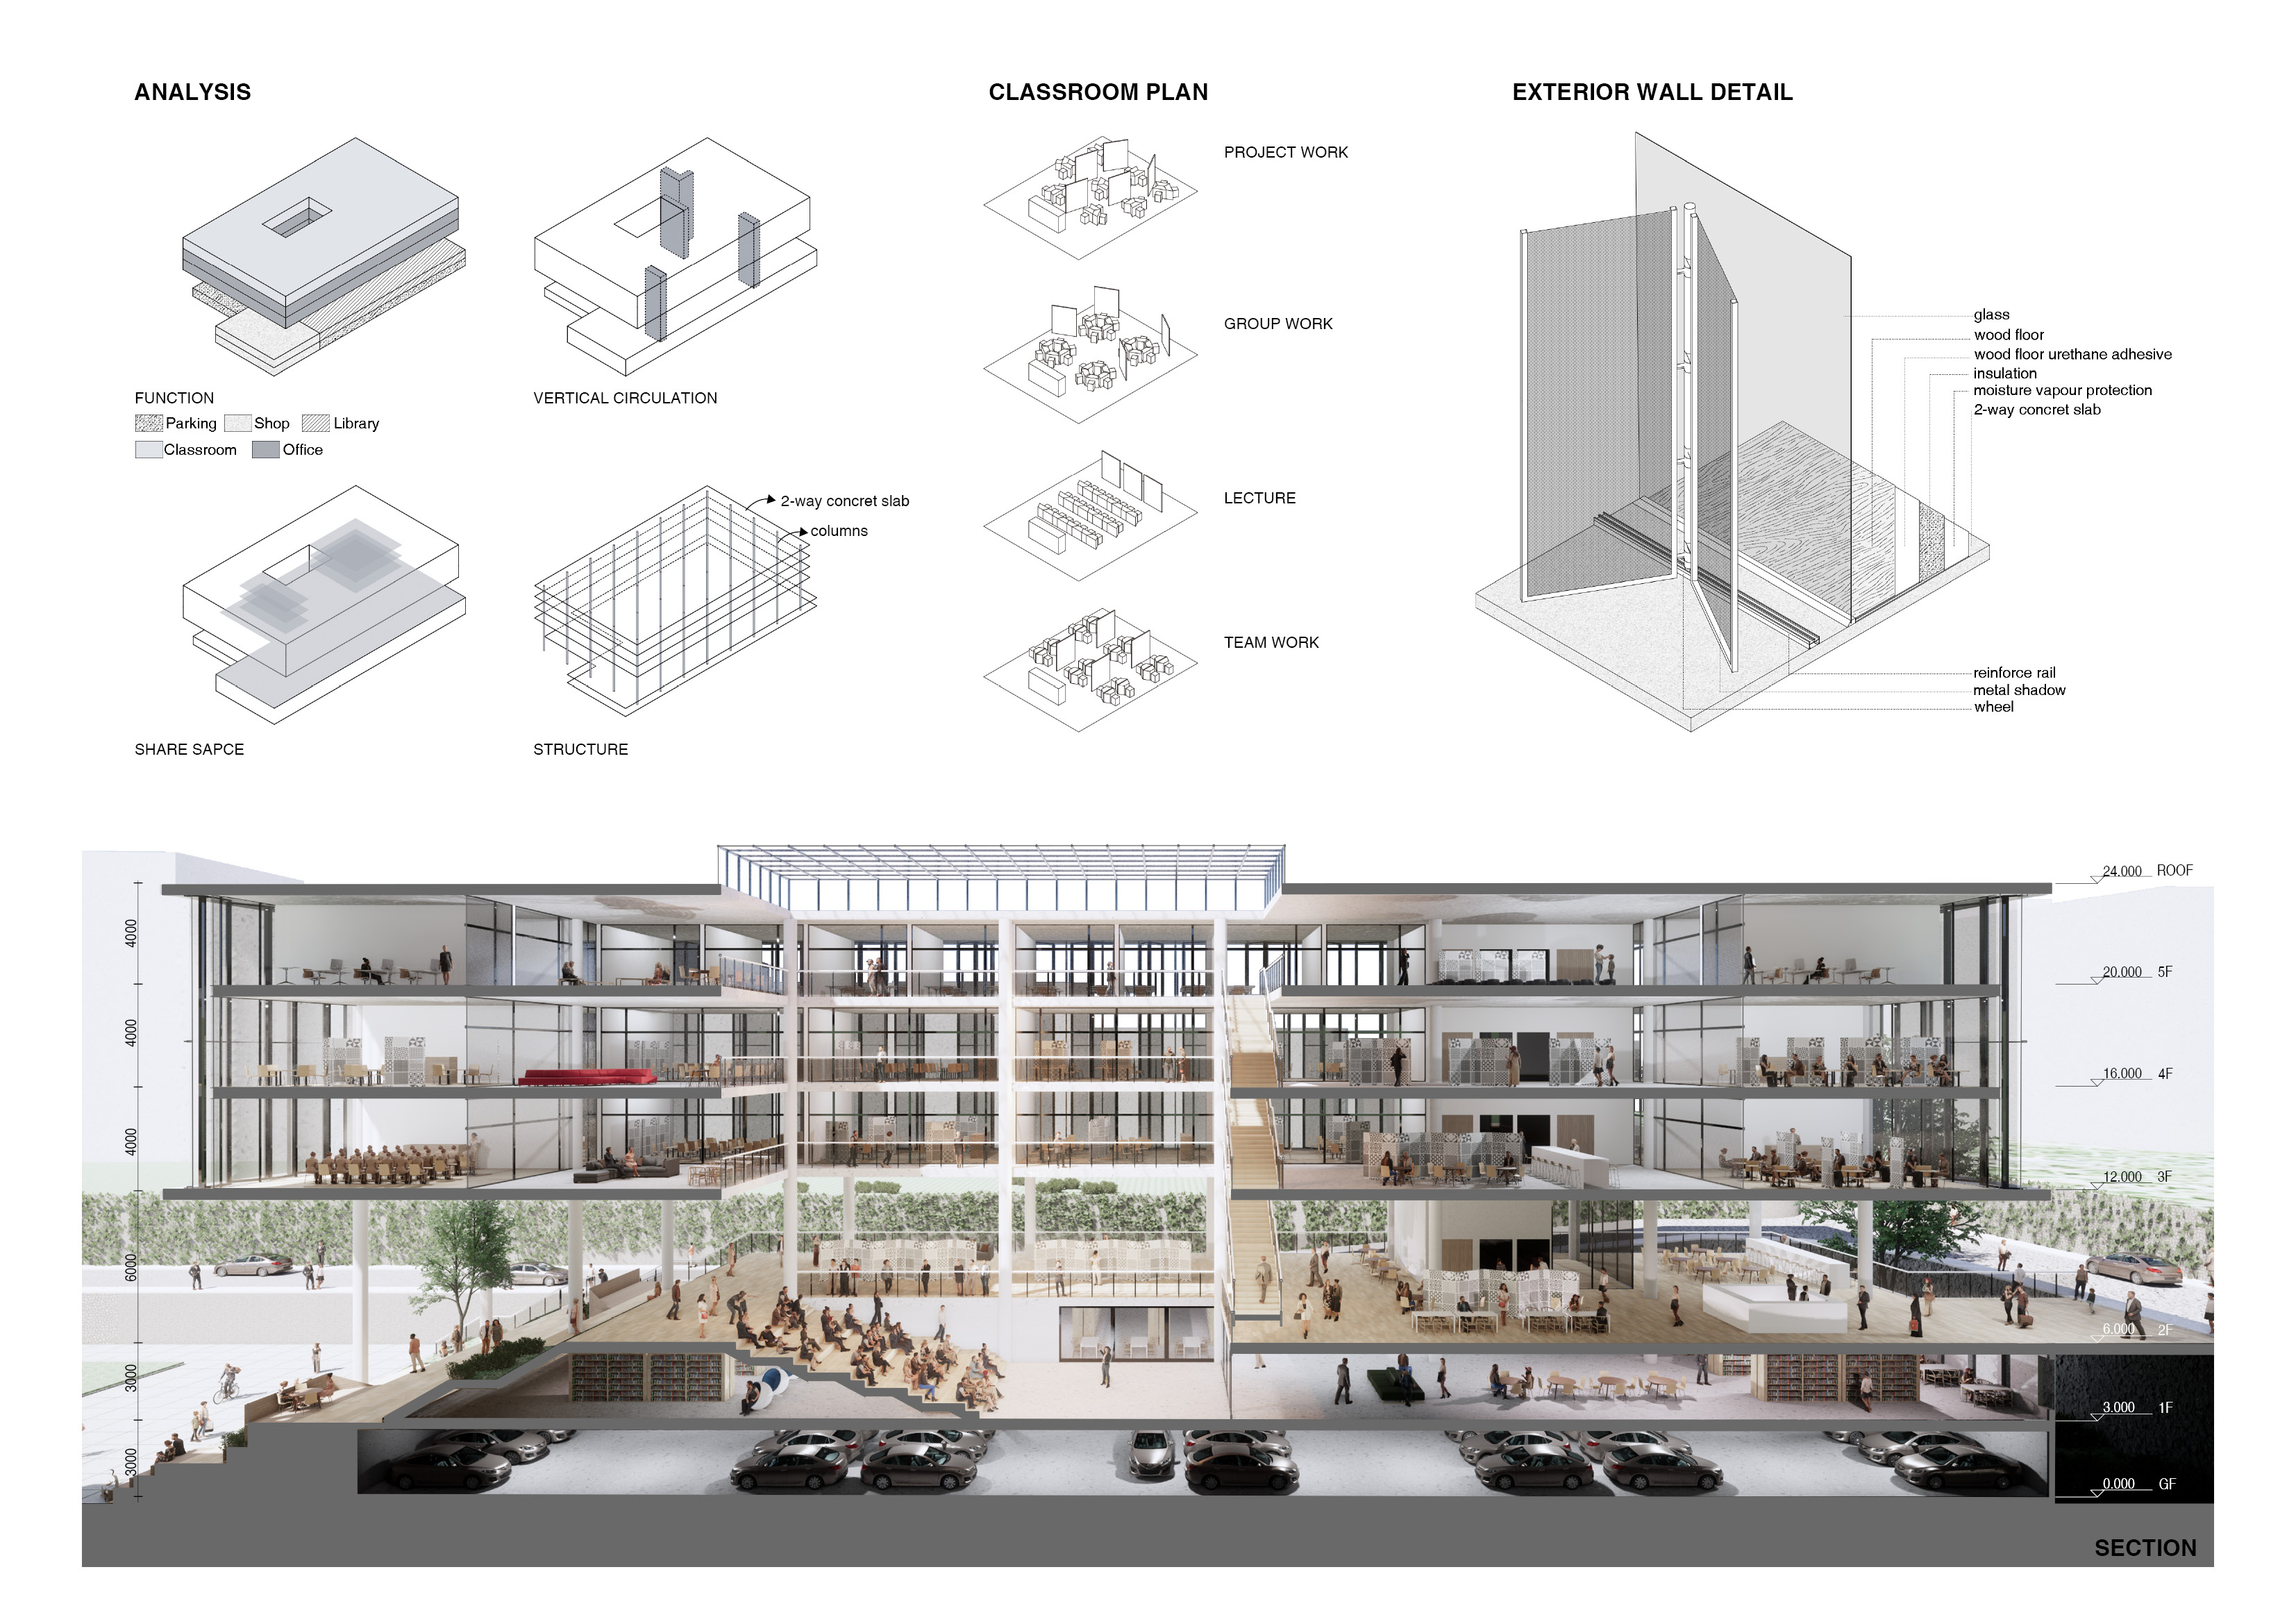 ANALYSIS
CLASSROOM PLAN
EXTERIOR WALL DETAIL
FUNCTION
Parking Shop Library
Classroom Office
VERTICAL CIRCULATION
SHARE SAPCE
2-way concret slab
columns
STRUCTURE
PROJECT WORK
GROUP WORK
LECTURE
TEAM WORK
glass
wood floor
wood floor urethane adhesive
insulation
moisture vapour protection
2-way concret slab
reinforce rail
metal shadow
wheel
4000
4000
4000
6000
3000
3000
24.000 ROOF
20.000 5F
16.000 4F
12.000 3F
6.000 2F
3.000 1F
0.000 GF
SECTION